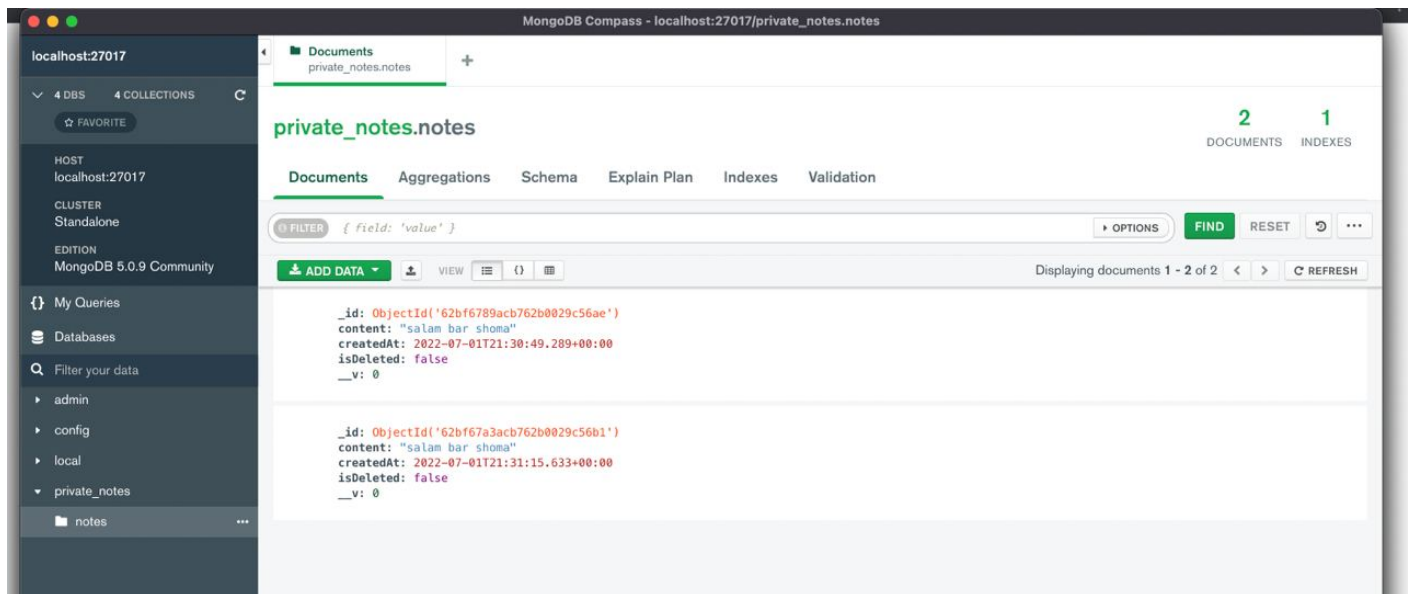 MongoDB Compass - localhost:27017/private_notes.notes
localhost:27017
Documents
private_notes.notes
4 DBS 4 COLLECTIONS
FAVORITE
HOST
localhost:27017
CLUSTER
Standalone
EDITION
MongoDB 5.0.9 Community
My Queries
Databases
Filter your data
admin
config
local
private_notes
notes
private_notes.notes
2
DOCUMENTS
1
INDEXES
Documents Aggregations Schema Explain Plan Indexes Validation
FILTER { field: 'value' } OPTIONS FIND RESET
ADD DATA VIEW {} Displaying documents 1 - 2 of 2 < > REFRESH
_id: ObjectId('62bf6789acb762b0029c56ae')
content: "salam bar shoma"
createdAt: 2022-07-01T21:30:49.289+00:00
isDeleted: false
__v: 0
_id: ObjectId('62bf67a3acb762b0029c56b1')
content: "salam bar shoma"
createdAt: 2022-07-01T21:31:15.633+00:00
isDeleted: false
__v: 0